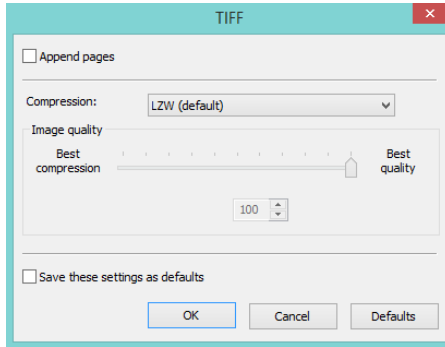 TIFF
Append pages
Compression:
LZW (default)
Image quality
Best
compression
Best
quality
100
Save these settings as defaults
OK
Cancel
Defaults